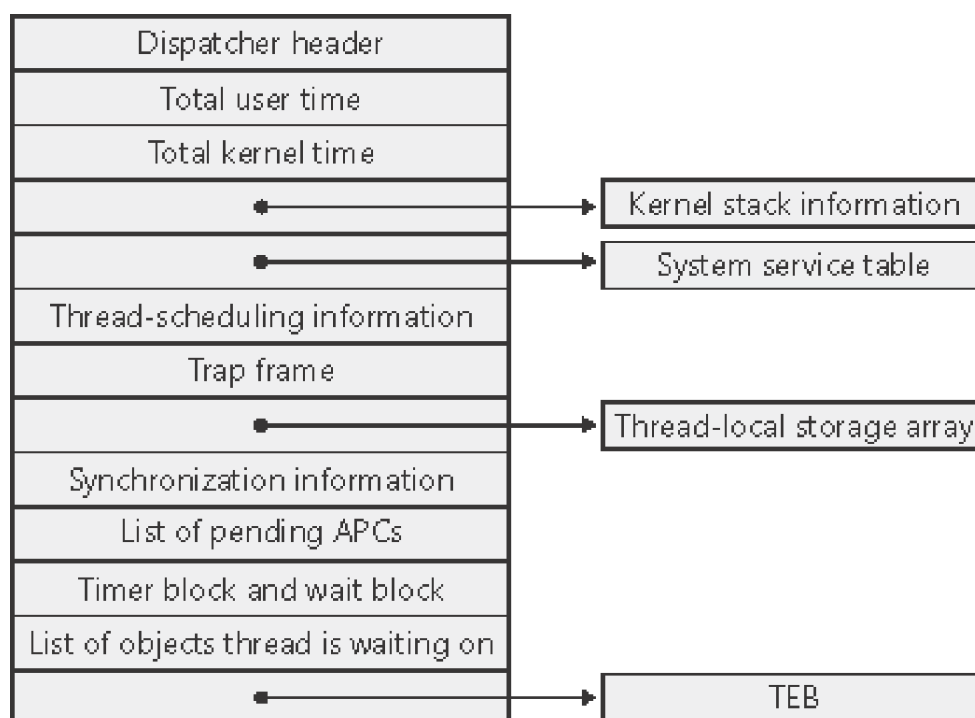 Dispatcher header
Total user time
Total kernel time
Kernel stack information
System service table
Thread-scheduling information
Trap frame
Thread-local storage array
Synchronization information
List of pending APCs
Timer block and wait block
List of objects thread is waiting on
TEB